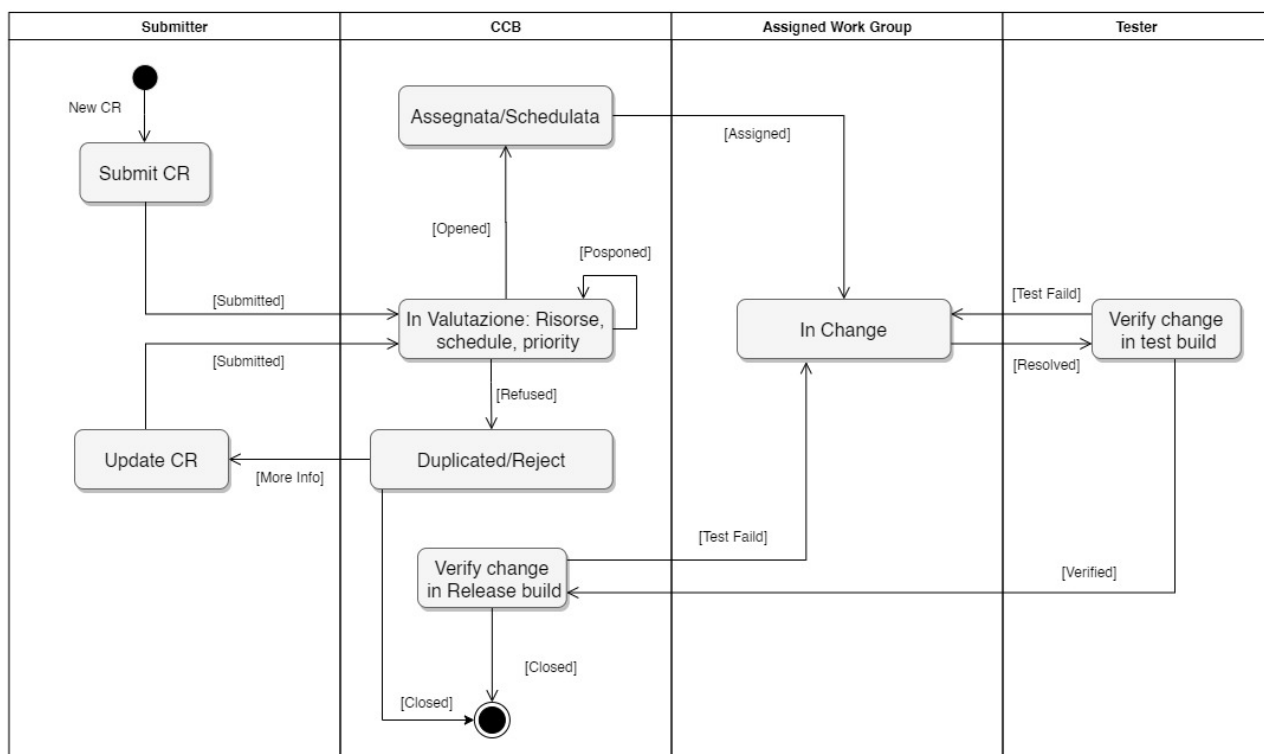 Submitter
CCB
Assigned Work Group
Tester
New CR
Submit CR
Assegnata/Schedulata
[Assigned]
[Opened]
[Posponed]
[Submitted]
In Valutazione: Risorse,
schedule, priority
In Change
[Test Faild]
Verify change
in test build
[Resolved]
[Submitted]
[Refused]
Update CR
[More Info]
Duplicated/Reject
Verify change
in Release build
[Test Faild]
[Verified]
[Closed]
[Closed]